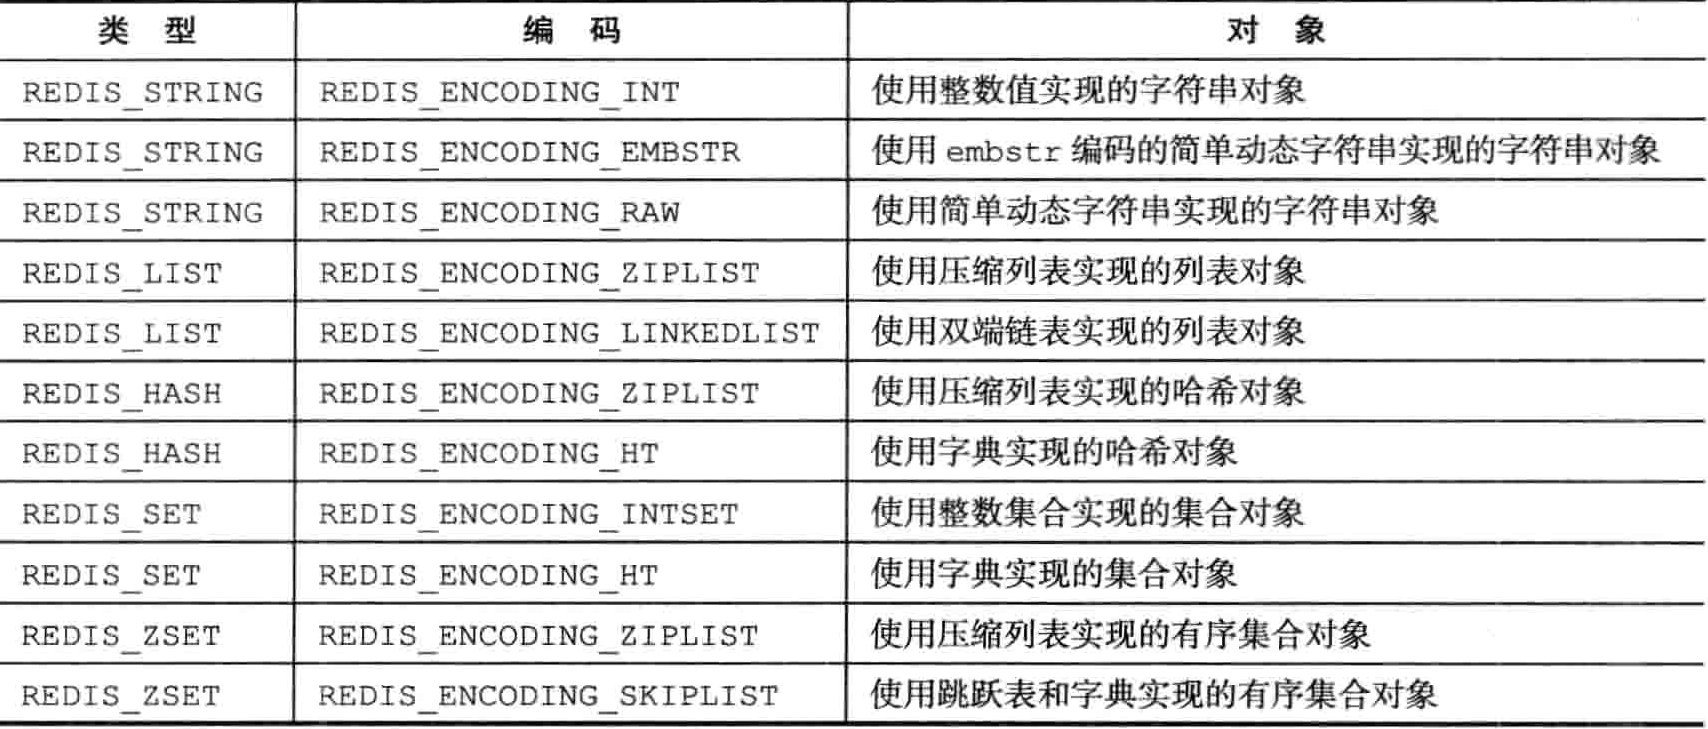 类 型 编 码 对 象
REDIS_STRING REDIS_ENCODING_INT 使用整数值实现的字符串对象
REDIS_STRING REDIS_ENCODING_EMBSTR 使用 embstr 编码的简单动态字符串实现的字符串对象
REDIS_STRING REDIS_ENCODING_RAW 使用简单动态字符串实现的字符串对象
REDIS_LIST REDIS_ENCODING_ZIPLIST 使用压缩列表实现的列表对象
REDIS_LIST REDIS_ENCODING_LINKEDLIST 使用双端链表实现的列表对象
REDIS_HASH REDIS_ENCODING_ZIPLIST 使用压缩列表实现的哈希对象
REDIS_HASH REDIS_ENCODING_HT 使用字典实现的哈希对象
REDIS_SET REDIS_ENCODING_INTSET 使用整数集合实现的集合对象
REDIS_SET REDIS_ENCODING_HT 使用字典实现的集合对象
REDIS_ZSET REDIS_ENCODING_ZIPLIST 使用压缩列表实现的有序集合对象
REDIS_ZSET REDIS_ENCODING_SKIPLIST 使用跳跃表和字典实现的有序集合对象